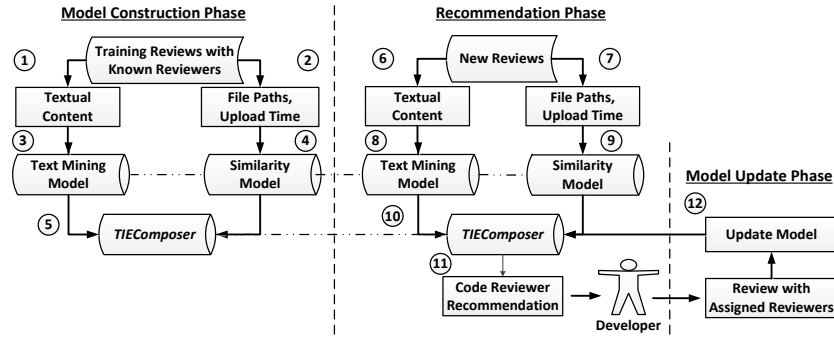 Model Construction Phase
Training Reviews with
Known Reviewers
1
2
Textual
Content
File Paths,
Upload Time
3
4
Text Mining
Model
Similarity
Model
5
TIEComposer
Recommendation Phase
New Reviews
6
7
Textual
Content
File Paths,
Upload Time
8
9
Text Mining
Model
Similarity
Model
10
TIEComposer
11
Code Reviewer
Recommendation
Developer
Model Update Phase
12
Update Model
Review with
Assigned Reviewers